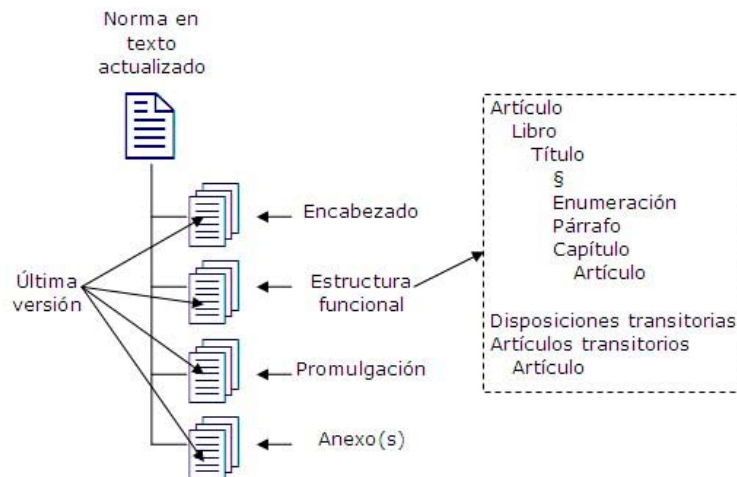 Norma en
texto
actualizado
Encabezado
Última
versión
Estructura
funcional
Promulgación
Anexo(s)
Artículo
Libro
Título
§
Enumeración
Párrafo
Capítulo
Artículo
Disposiciones transitorias
Artículos transitorios
Artículo